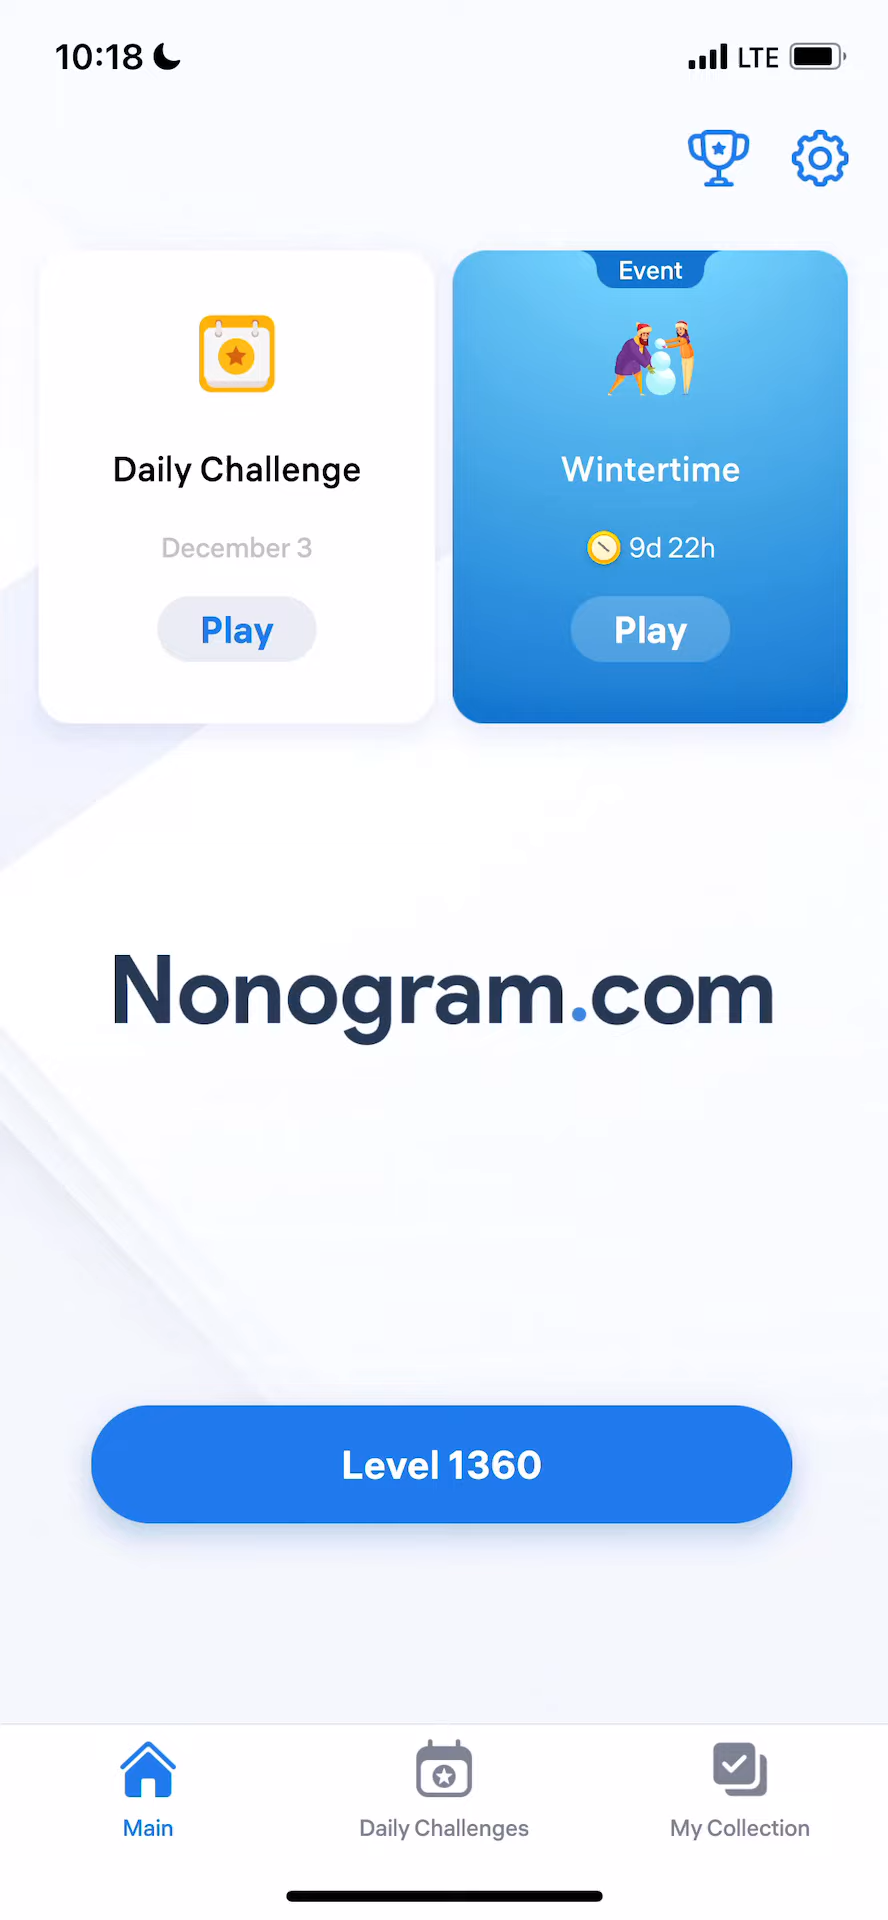 10:18
LTE
Event
Daily Challenge
Wintertime
December 3
9d 22h
Play
Play
Nonogram.com
Level 1360
Main
Daily Challenges
My Collection